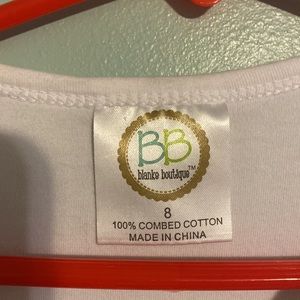 BB
blanks boutique™
8
100% COMBED COTTON
MADE IN CHINA